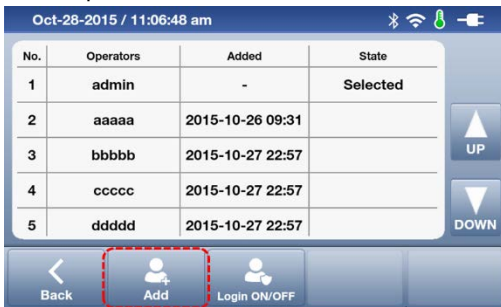 Oct-28-2015 / 11:06:48 am
No. Operators Added State
1 admin - Selected
2 aaaaa 2015-10-26 09:31
3 bbbbb 2015-10-27 22:57
4 ccccc 2015-10-27 22:57
5 ddddd 2015-10-27 22:57
UP
DOWN
Back Add Login ON/OFF